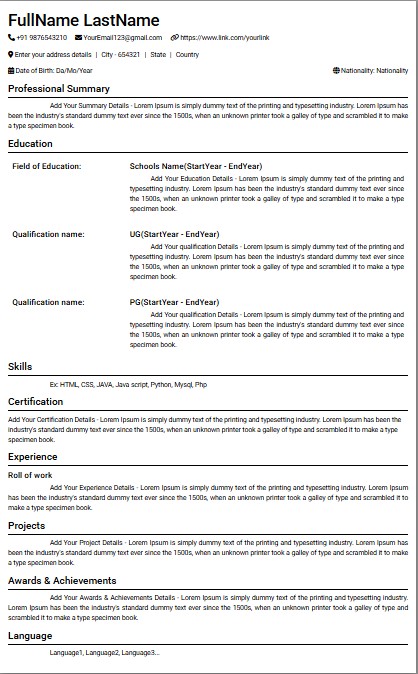 FullName LastName
+91 9876543210 YourEmail123@gmail.com https://www.link.com/yourlink
Enter your address details | City - 654321 | State | Country
Date of Birth: Da/Mo/Year Nationality: Nationality
Professional Summary
Add Your Summary Details - Lorem Ipsum is simply dummy text of the printing and typesetting industry. Lorem Ipsum has
been the industry's standard dummy text ever since the 1500s, when an unknown printer took a galley of type and scrambled it to make
a type specimen book.
Education
Field of Education: Schools Name(StartYear - EndYear)
Add Your Education Details - Lorem Ipsum is simply dummy text of the printing and
typesetting industry. Lorem Ipsum has been the industry's standard dummy text ever since
the 1500s, when an unknown printer took a galley of type and scrambled it to make a type
specimen book.
Qualification name: UG(StartYear - EndYear)
Add Your qualification Details - Lorem Ipsum is simply dummy text of the printing and
typesetting industry. Lorem Ipsum has been the industry's standard dummy text ever since
the 1500s, when an unknown printer took a galley of type and scrambled it to make a type
specimen book.
Qualification name: PG(StartYear - EndYear)
Add Your qualification Details - Lorem Ipsum is simply dummy text of the printing and
typesetting industry. Lorem Ipsum has been the industry's standard dummy text ever since
the 1500s, when an unknown printer took a galley of type and scrambled it to make a type
specimen book.
Skills
Ex: HTML, CSS, JAVA, Java script, Python, Mysql, Php
Certification
Add Your Certification Details - Lorem Ipsum is simply dummy text of the printing and typesetting industry. Lorem Ipsum has been the
industry's standard dummy text ever since the 1500s, when an unknown printer took a galley of type and scrambled it to make a type
specimen book.
Experience
Roll of work
Add Your Experience Details - Lorem Ipsum is simply dummy text of the printing and typesetting industry. Lorem Ipsum
has been the industry's standard dummy text ever since the 1500s, when an unknown printer took a galley of type and scrambled it to
make a type specimen book.
Projects
Add Your Project Details - Lorem Ipsum is simply dummy text of the printing and typesetting industry. Lorem Ipsum has
been the industry's standard dummy text ever since the 1500s, when an unknown printer took a galley of type and scrambled it to make
a type specimen book.
Awards & Achievements
Add Your Awards & Achievements Details - Lorem Ipsum is simply dummy text of the printing and typesetting industry.
Lorem Ipsum has been the industry's standard dummy text ever since the 1500s, when an unknown printer took a galley of type and
scrambled it to make a type specimen book.
Language
Language1, Language2, Language3...